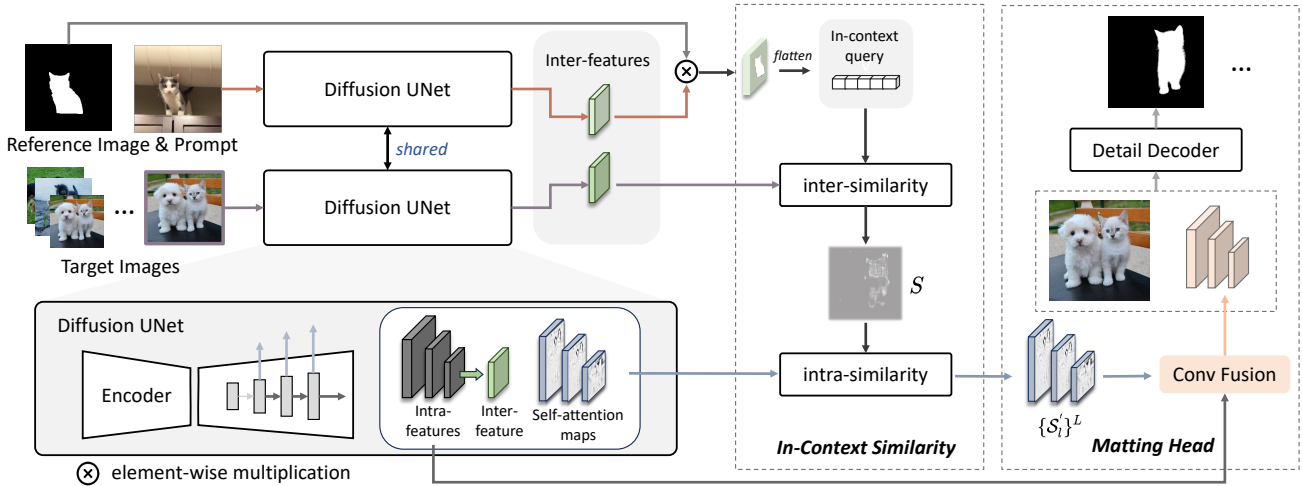 Reference Image & Prompt
Diffusion UNet
shared
Diffusion UNet
Target Images
...
Inter-features
flatten
In-context
query
inter-similarity
S
intra-similarity
In-Context Similarity
...
Detail Decoder
Conv Fusion
{S'_l}^L
Matting Head
Diffusion UNet
Encoder
Intra-
features
Inter-
feature
Self-attention
maps
element-wise multiplication